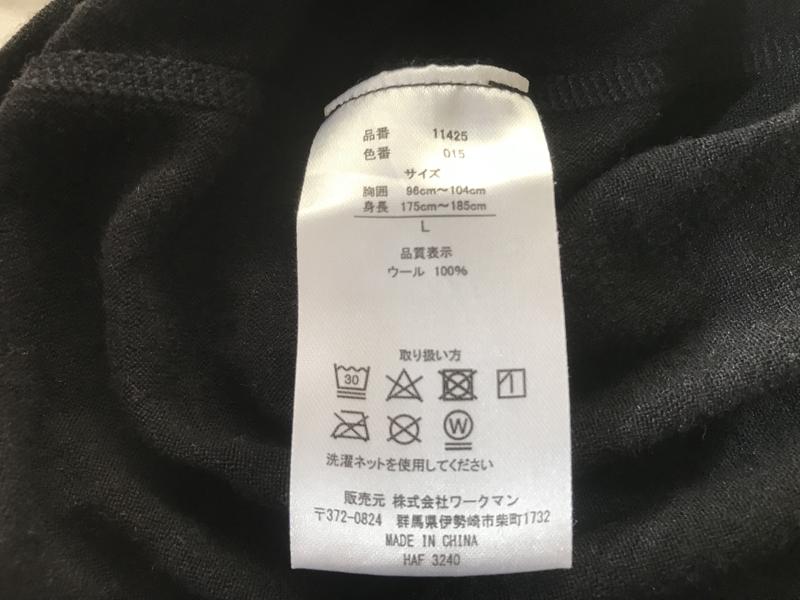 品番 11425
色番 015
サイズ
胸囲 96cm～104cm
身長 175cm～185cm
L
品質表示
ウール 100%
取り扱い方
30
W
洗濯ネットを使用してください
販売元 株式会社ワークマン
〒372-0824 群馬県伊勢崎市柴町1732
MADE IN CHINA
HAF 3240